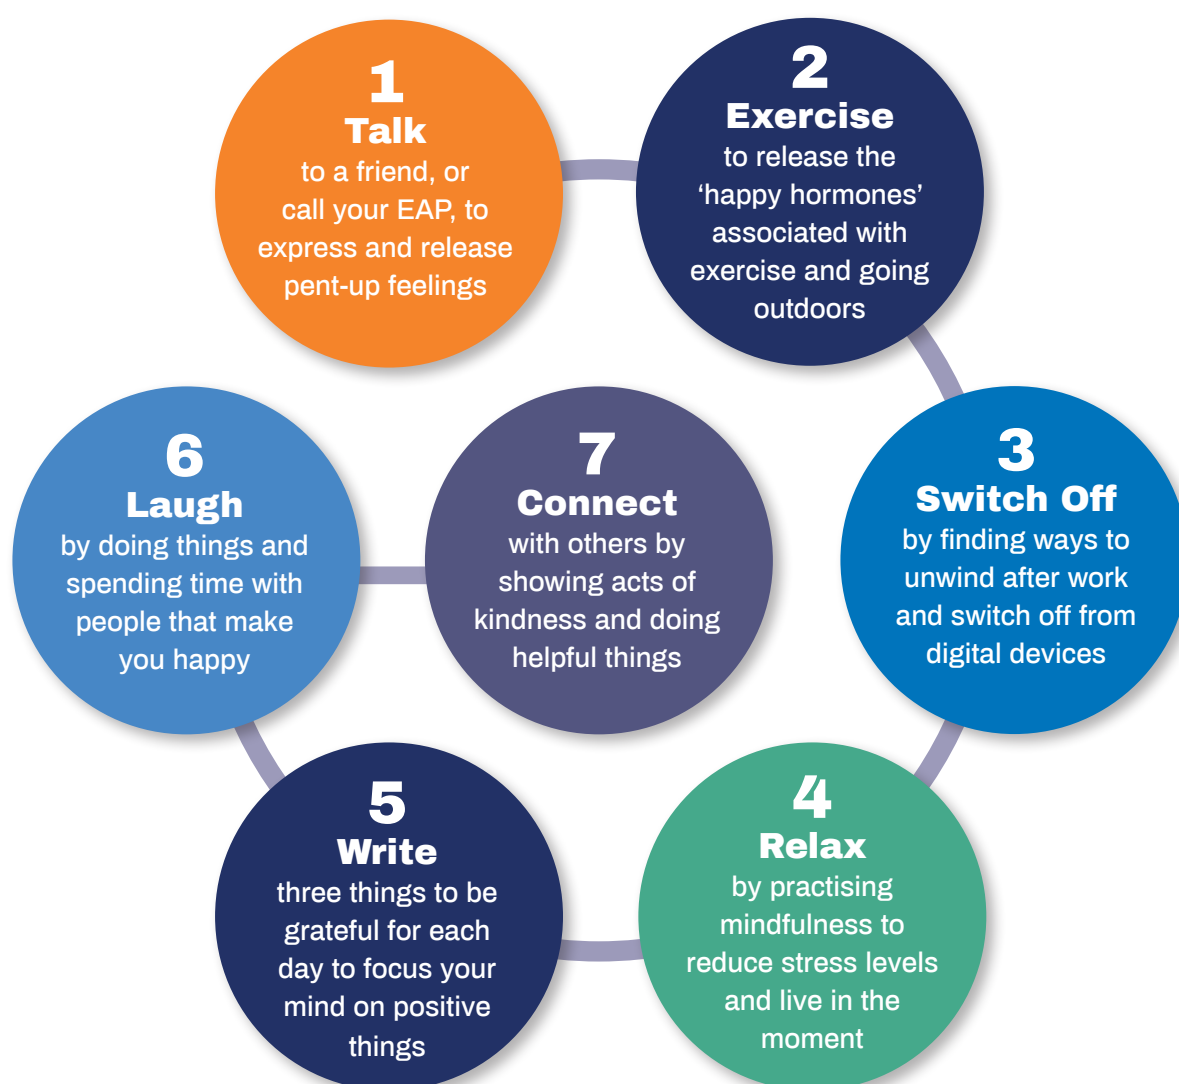 1
Talk
to a friend, or
call your EAP, to
express and release
pent-up feelings
2
Exercise
to release the
‘happy hormones’
associated with
exercise and going
outdoors
3
Switch Off
by finding ways to
unwind after work
and switch off from
digital devices
4
Relax
by practising
mindfulness to
reduce stress levels
and live in the
moment
5
Write
three things to be
grateful for each
day to focus your
mind on positive
things
6
Laugh
by doing things and
spending time with
people that make
you happy
7
Connect
with others by
showing acts of
kindness and doing
helpful things